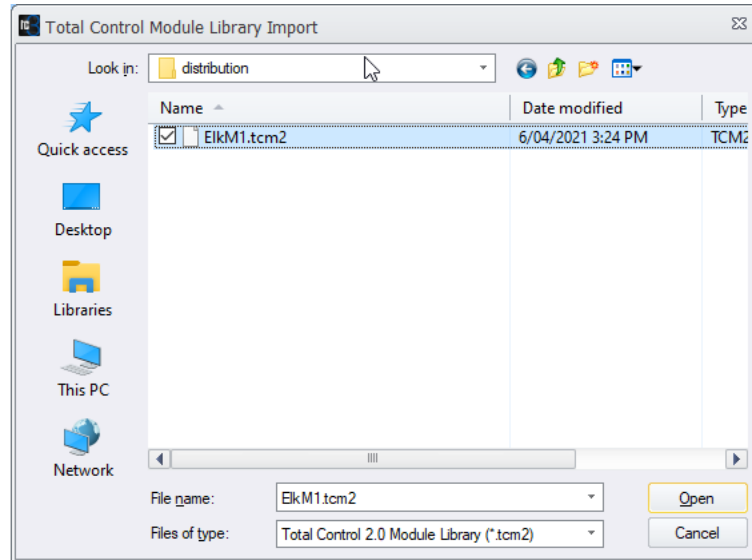 TC Total Control Module Library Import
Look in: distribution
Name Date modified Type
ElkM1.tcm2 6/04/2021 3:24 PM TCM2
Quick access
Desktop
Libraries
This PC
Network
File name: ElkM1.tcm2 Open
Files of type: Total Control 2.0 Module Library (*.tcm2) Cancel